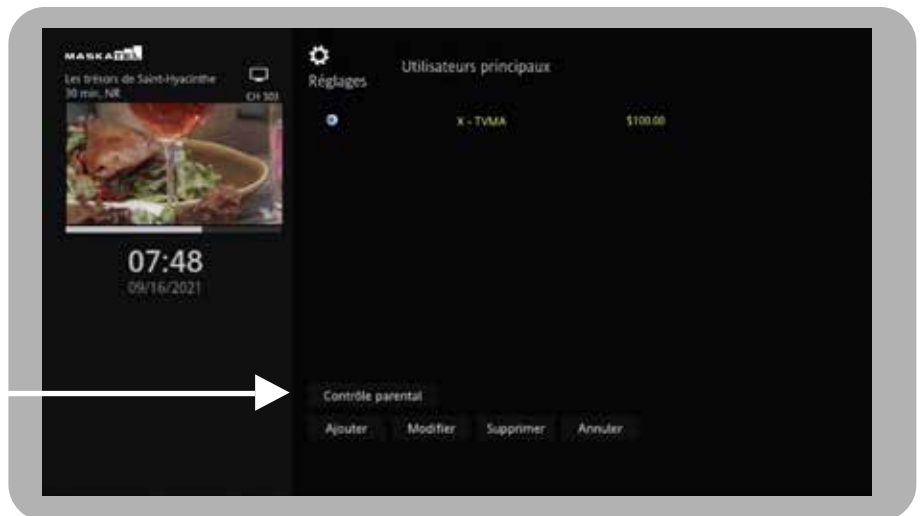 MASKATEL
Les trésors de Saint-Hyacinthe
30 min, NR
CH 503
07:48
09/16/2021
Réglages
Utilisateurs principaux
X - TVMA
$100.00
Contrôle parental
Ajouter
Modifier
Supprimer
Annuler